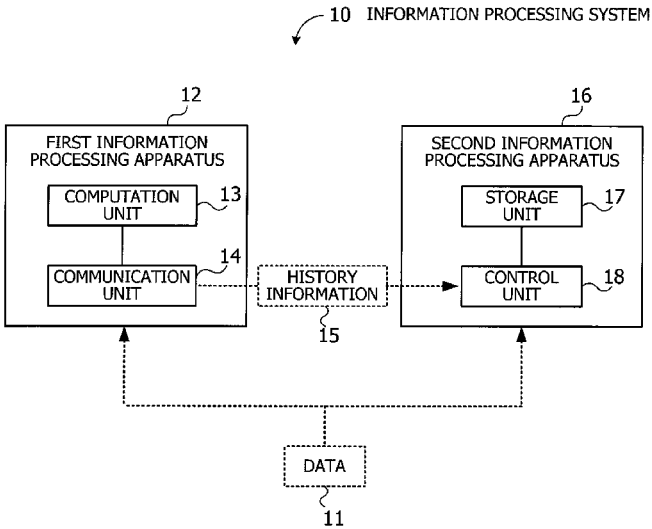 10 INFORMATION PROCESSING SYSTEM
12
FIRST INFORMATION
PROCESSING APPARATUS
COMPUTATION
UNIT
13
COMMUNICATION
UNIT
14
HISTORY
INFORMATION
15
16
SECOND INFORMATION
PROCESSING APPARATUS
STORAGE
UNIT
17
CONTROL
UNIT
18
DATA
11